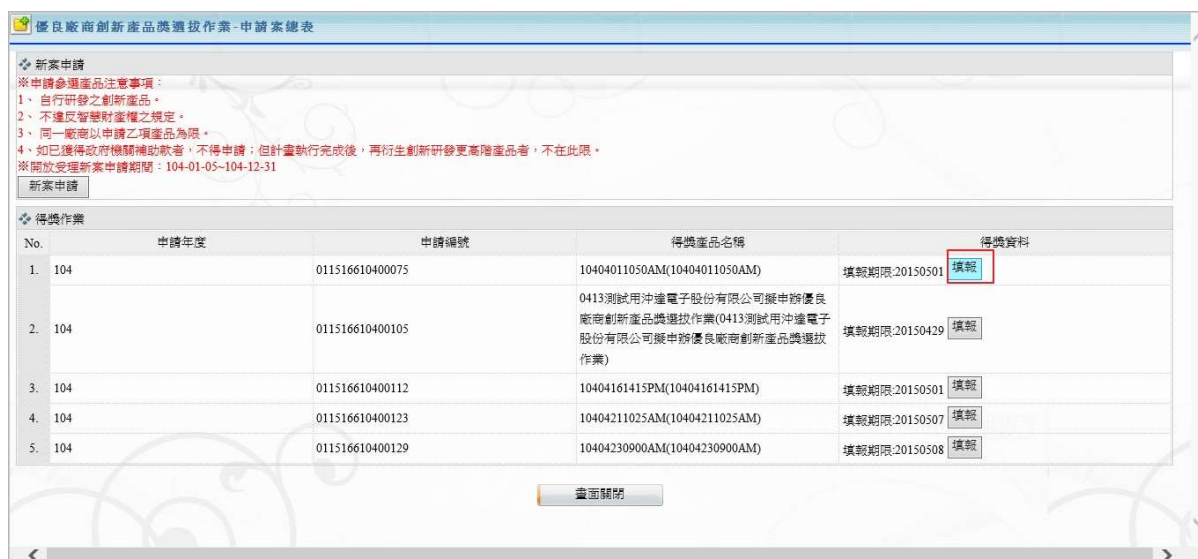 優良廠商創新產品獎選拔作業-申請案總表
新案申請
※申請參選產品注意事項：
1、 自行研發之創新產品。
2、 不違反智慧財產權之規定。
3、 同一廠商以申請乙項產品為限。
4、如已獲得政府機關補助款者，不得申請；但計畫執行完成後，再衍生創新研發更高階產品者，不在此限。
※開放受理新案申請期間：104-01-05~104-12-31
新案申請
得獎作業
No. 申請年度 申請編號 得獎產品名稱 得獎資料
1. 104 011516610400075 10404011050AM(10404011050AM) 填報期限:20150501 填報
0413測試用沖達電子股份有限公司擬申辦優良
廠商創新產品獎選拔作業(0413測試用沖達電子
2. 104 011516610400105 填報期限:20150429 填報
股份有限公司擬申辦優良廠商創新產品獎選拔
作業)
3. 104 011516610400112 10404161415PM(10404161415PM) 填報期限:20150501 填報
4. 104 011516610400123 10404211025AM(10404211025AM) 填報期限:20150507 填報
5. 104 011516610400129 10404230900AM(10404230900AM) 填報期限:20150508 填報
畫面關閉